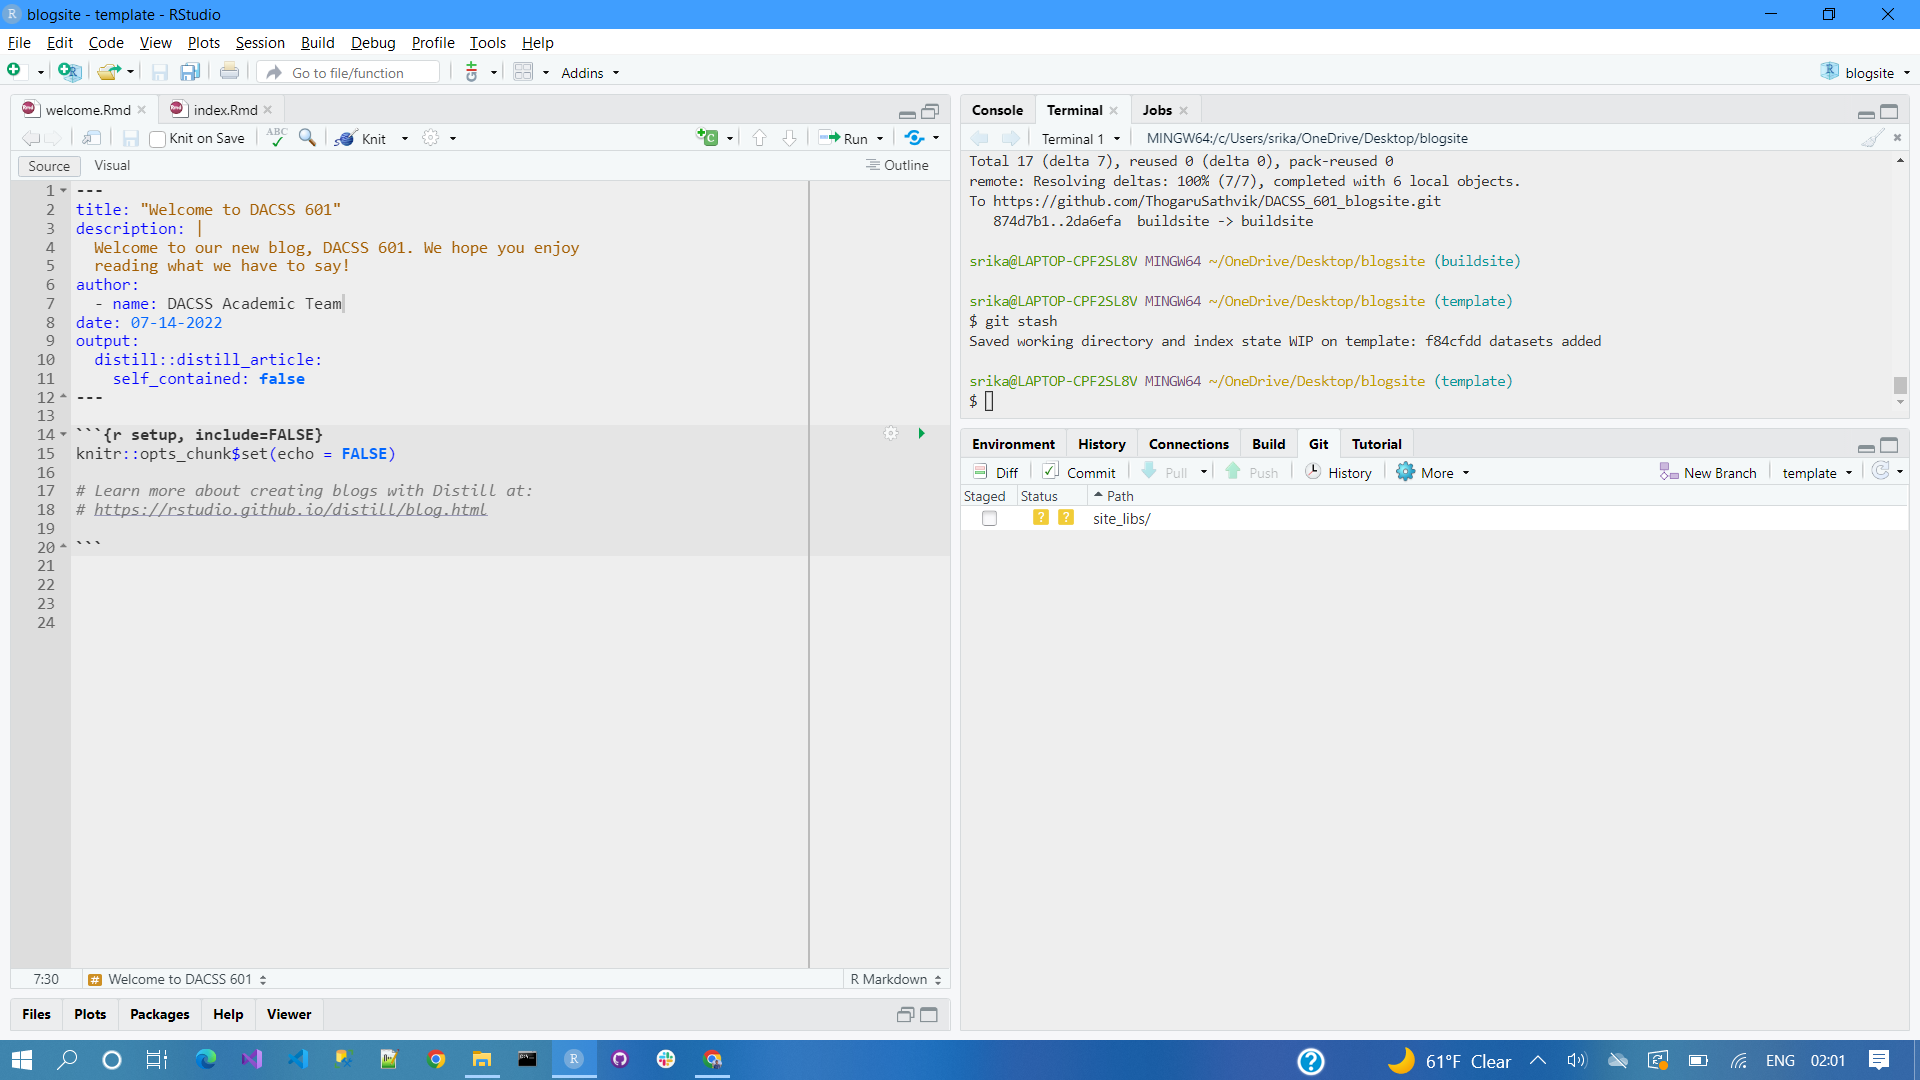 blogsite - template - RStudio
File Edit Code View Plots Session Build Debug Profile Tools Help
Go to file/function Addins blogsite
welcome.Rmd index.Rmd
Knit on Save ABC Knit Run
Source Visual Outline
1 ---
2 title: "Welcome to DACSS 601"
3 description: |
4 Welcome to our new blog, DACSS 601. We hope you enjoy
5 reading what we have to say!
6 author:
7 - name: DACSS Academic Team
8 date: 07-14-2022
9 output:
10 distill::distill_article:
11 self_contained: false
12 ---
13
14 ```{r setup, include=FALSE}
15 knitr::opts_chunk$set(echo = FALSE)
16
17 # Learn more about creating blogs with Distill at:
18 # https://rstudio.github.io/distill/blog.html
19
20 ```
21
22
23
24
7:30 Welcome to DACSS 601 R Markdown
Files Plots Packages Help Viewer
Console Terminal Jobs
Terminal 1 MINGW64:/c/Users/srika/OneDrive/Desktop/blogsite
Total 17 (delta 7), reused 0 (delta 0), pack-reused 0
remote: Resolving deltas: 100% (7/7), completed with 6 local objects.
To https://github.com/ThogaruSathvik/DACSS_601_blogsite.git
874d7b1..2da6efa buildsite -> buildsite
srika@LAPTOP-CPF2SL8V MINGW64 ~/OneDrive/Desktop/blogsite (buildsite)
srika@LAPTOP-CPF2SL8V MINGW64 ~/OneDrive/Desktop/blogsite (template)
$ git stash
Saved working directory and index state WIP on template: f84cfdd datasets added
srika@LAPTOP-CPF2SL8V MINGW64 ~/OneDrive/Desktop/blogsite (template)
$
Environment History Connections Build Git Tutorial
Diff Commit Pull Push History More New Branch template
Staged Status Path
? ? site_libs/
61°F Clear ENG 02:01